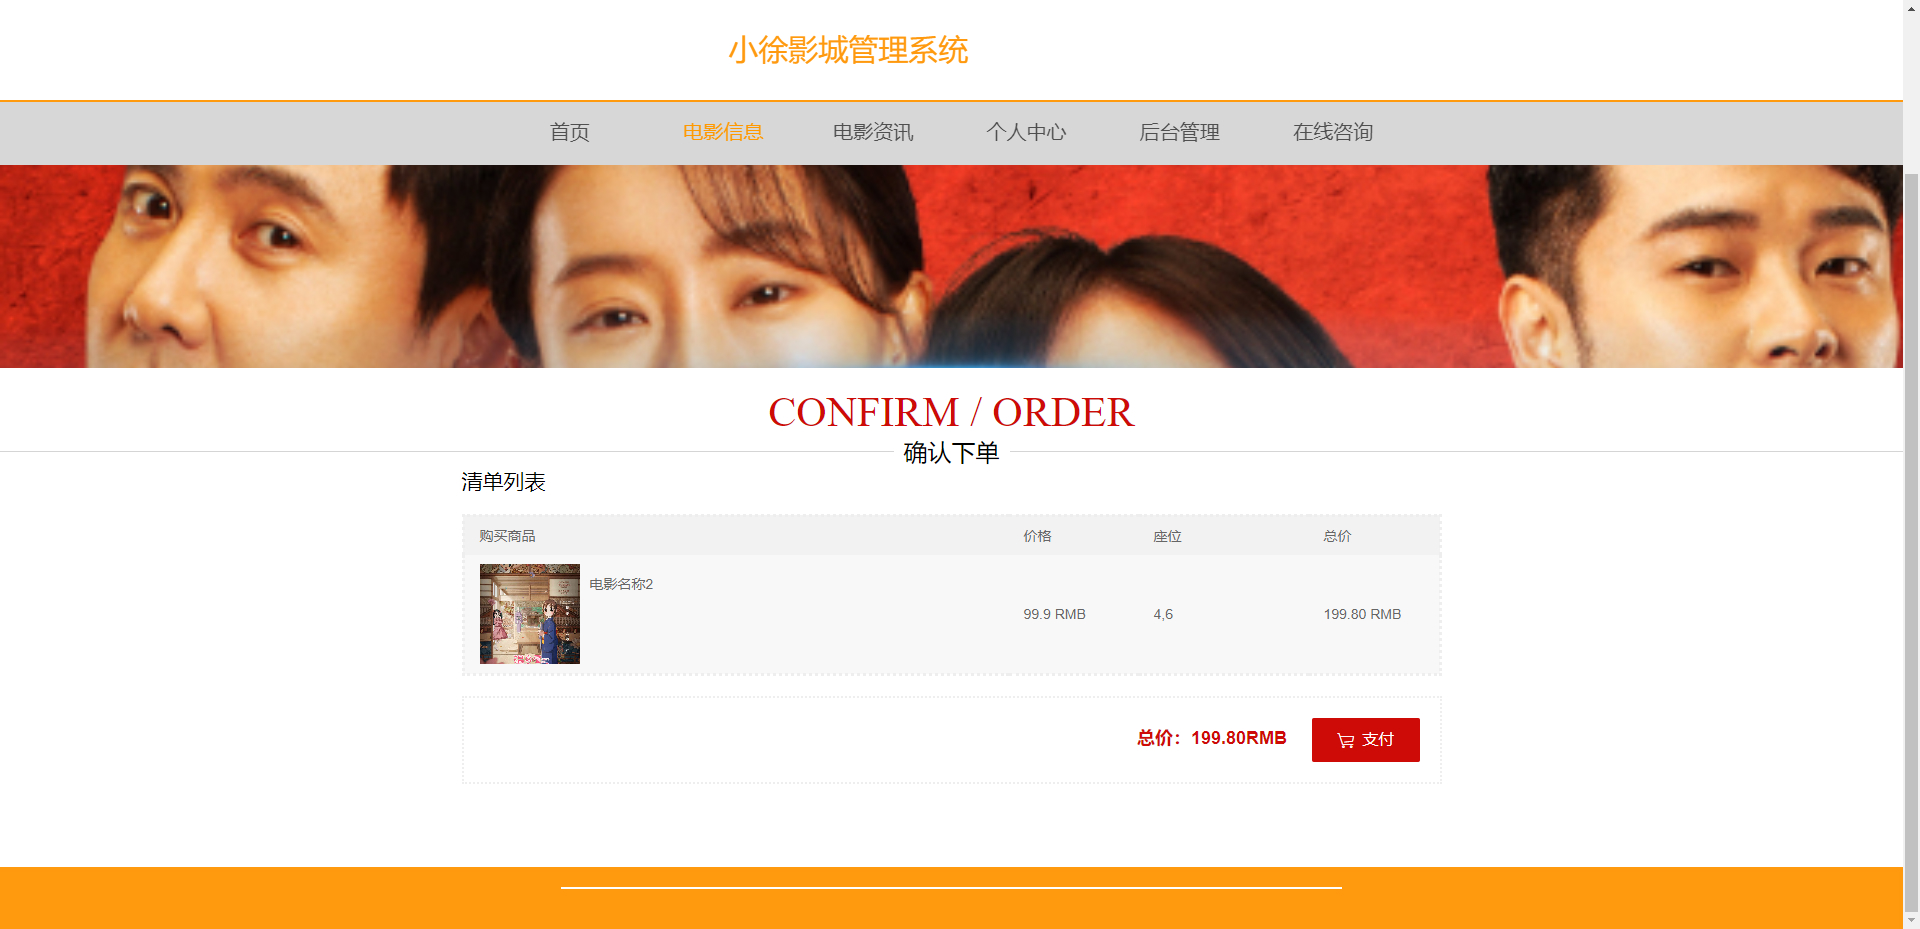 小徐影城管理系统
首页 电影信息 电影资讯 个人中心 后台管理 在线咨询
CONFIRM / ORDER
确认下单
清单列表
购买商品 价格 座位 总价
电影名称2
99.9 RMB 4,6 199.80 RMB
总价：199.80RMB 支付